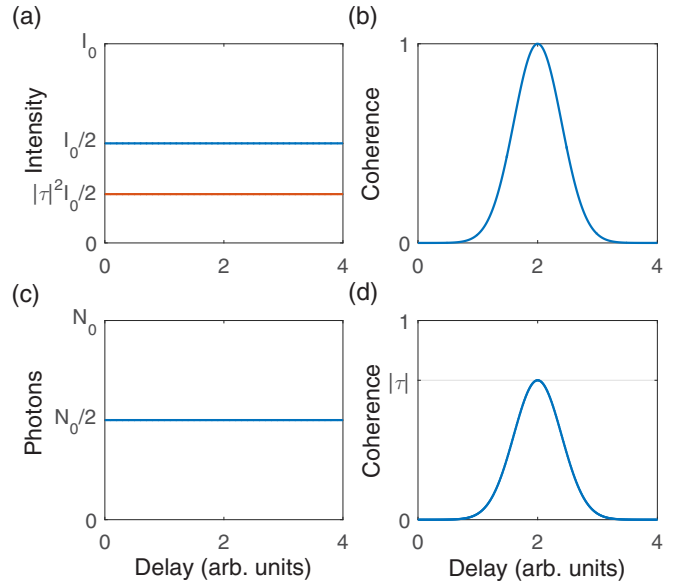 (a)
I₀
Intensity
I₀/2
|τ|²I₀/2
0
0 2 4
(b)
1
Coherence
0
0 2 4
(c)
N₀
Photons
N₀/2
0
0 2 4
Delay (arb. units)
(d)
1
|τ|
Coherence
0
0 2 4
Delay (arb. units)